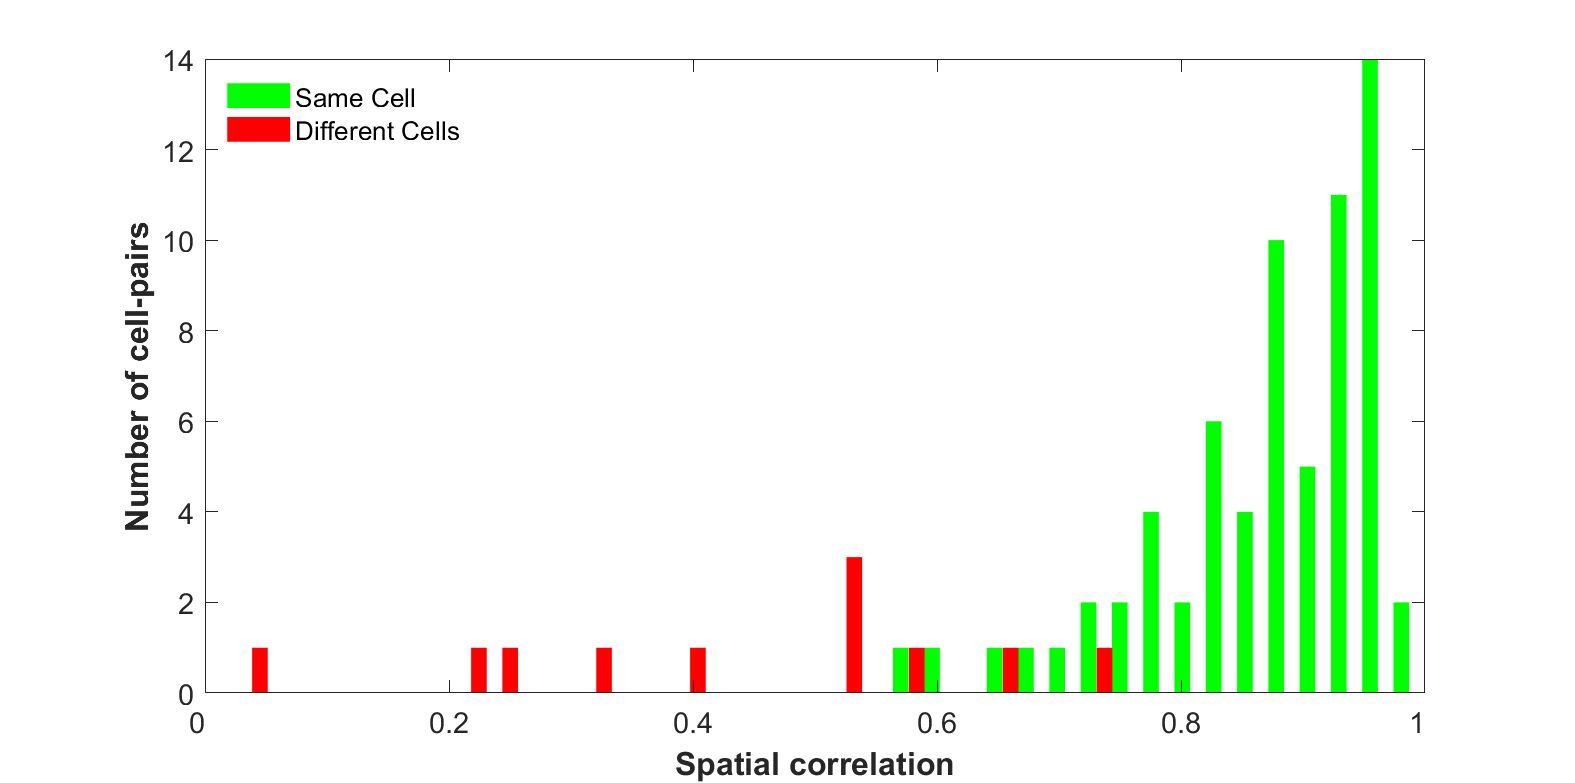 14
12
10
8
6
4
2
0
Number of cell-pairs
Same Cell
Different Cells
0 0.2 0.4 0.6 0.8 1
Spatial correlation